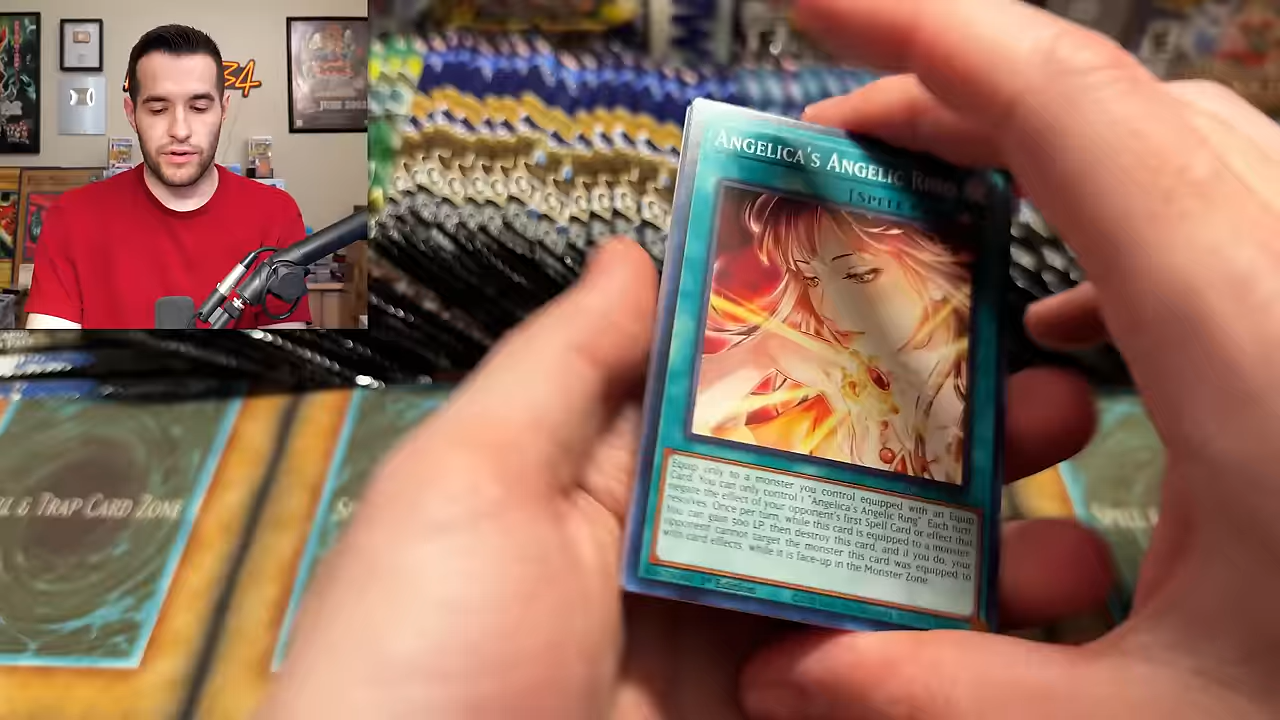 34
JUNE 2002
ANGELICA'S ANGELIC RING
[SPELL
Equip only to a monster you control equipped with an Equip
Card. You can only control 1 "Angelica's Angelic Ring". Each turn,
negate the effect of your opponent's first Spell Card or effect that
resolves. Once per turn, while this card is equipped to a monster:
You can gain 500 LP, then destroy this card, and if you do, your
opponent cannot target the monster this card was equipped to
with card effects, while it is face-up in the Monster Zone.
1st Edition
LL & TRAP CARD ZONE